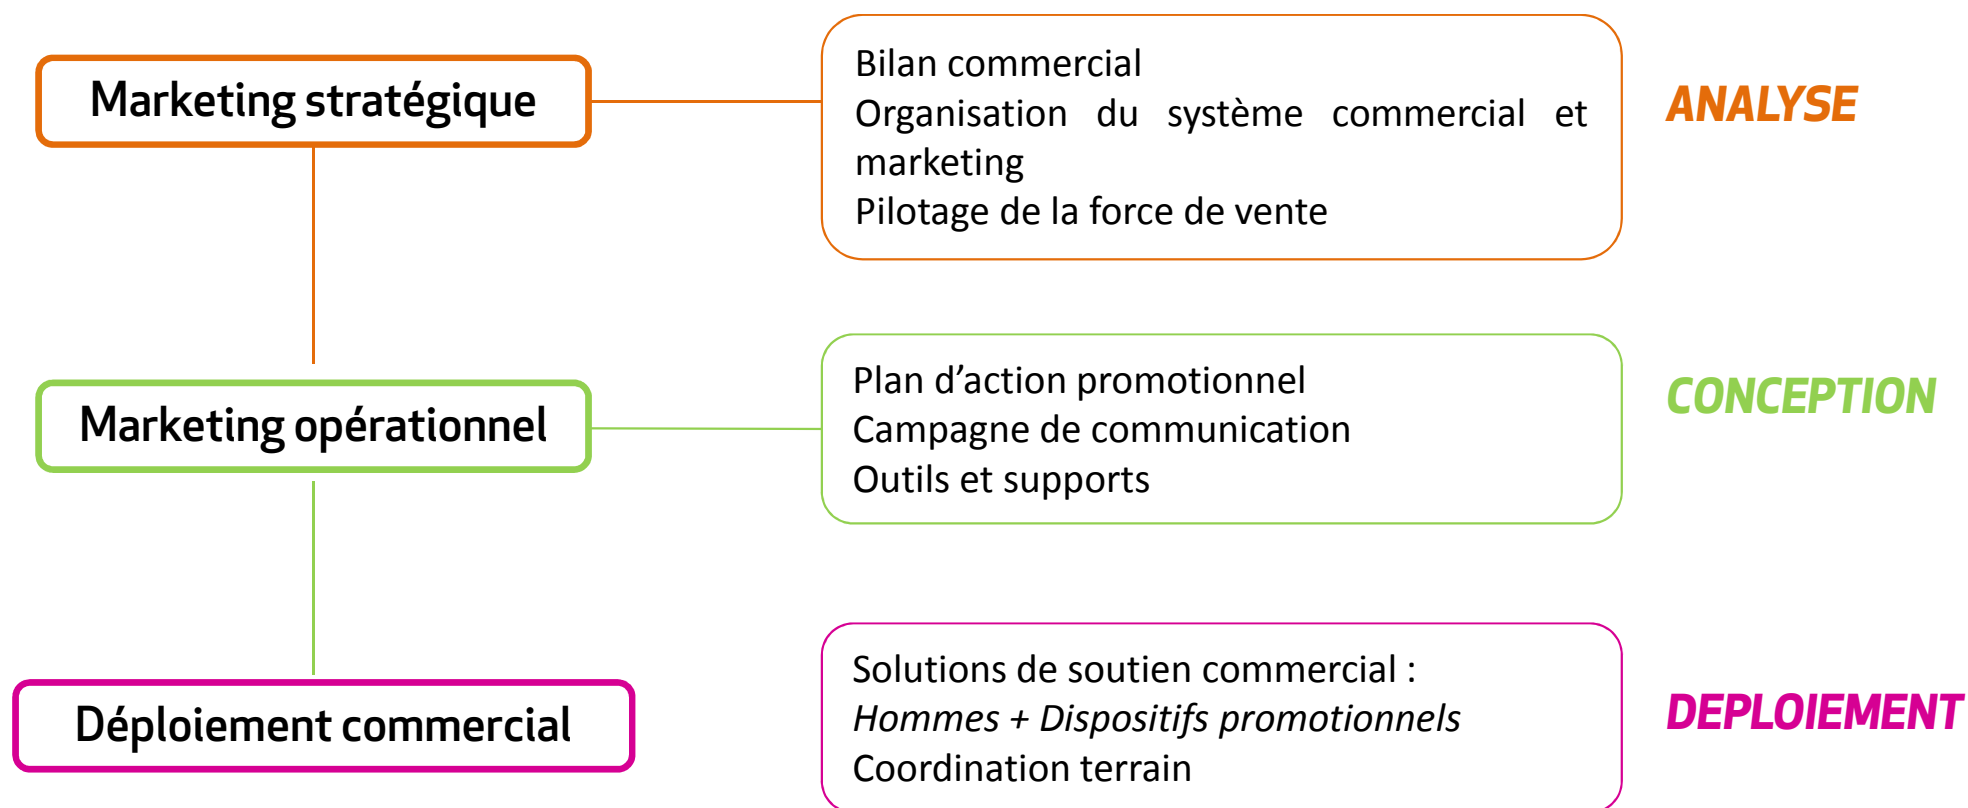 Marketing stratégique
Bilan commercial
Organisation du système commercial et
marketing
Pilotage de la force de vente
ANALYSE
Marketing opérationnel
Plan d’action promotionnel
Campagne de communication
Outils et supports
CONCEPTION
Déploiement commercial
Solutions de soutien commercial :
Hommes + Dispositifs promotionnels
Coordination terrain
DEPLOIEMENT